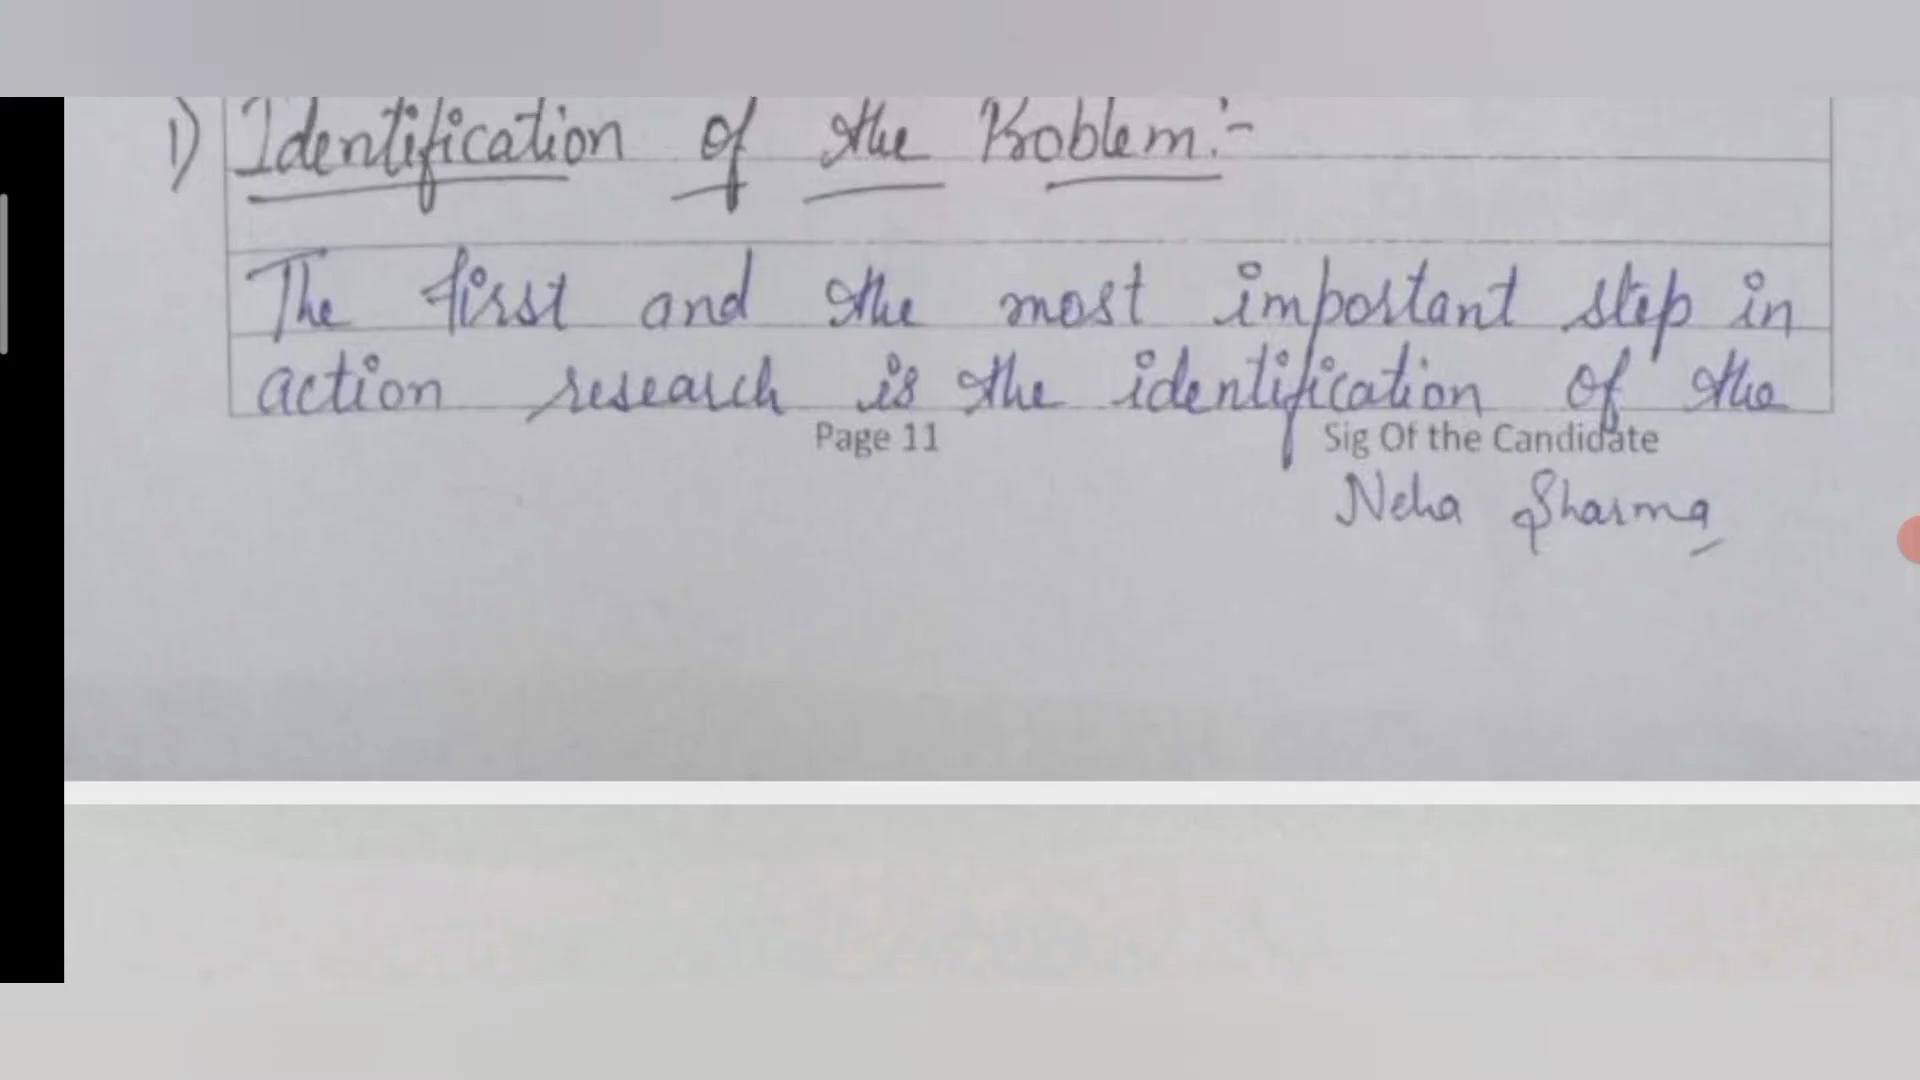 1) Identification of the Problem:-
The first and the most important step in
action research is the identification of the
Page 11
Sig Of the Candidate
Neha Sharma